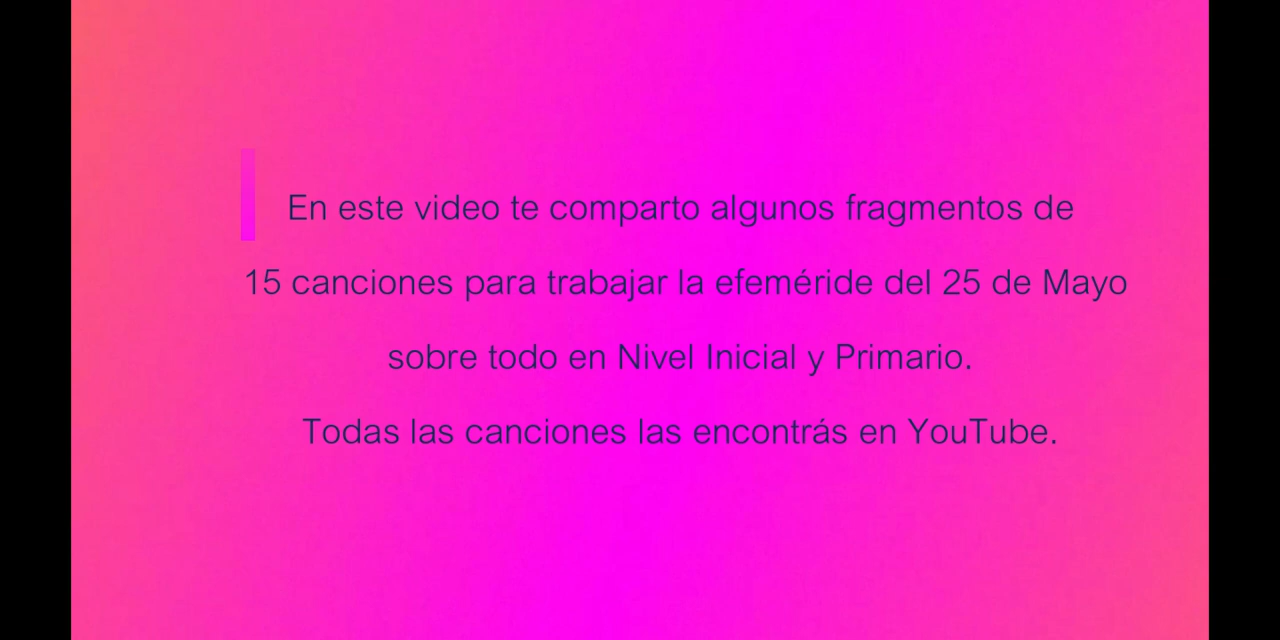 En este video te comparto algunos fragmentos de
15 canciones para trabajar la efeméride del 25 de Mayo
sobre todo en Nivel Inicial y Primario.
Todas las canciones las encontrás en YouTube.